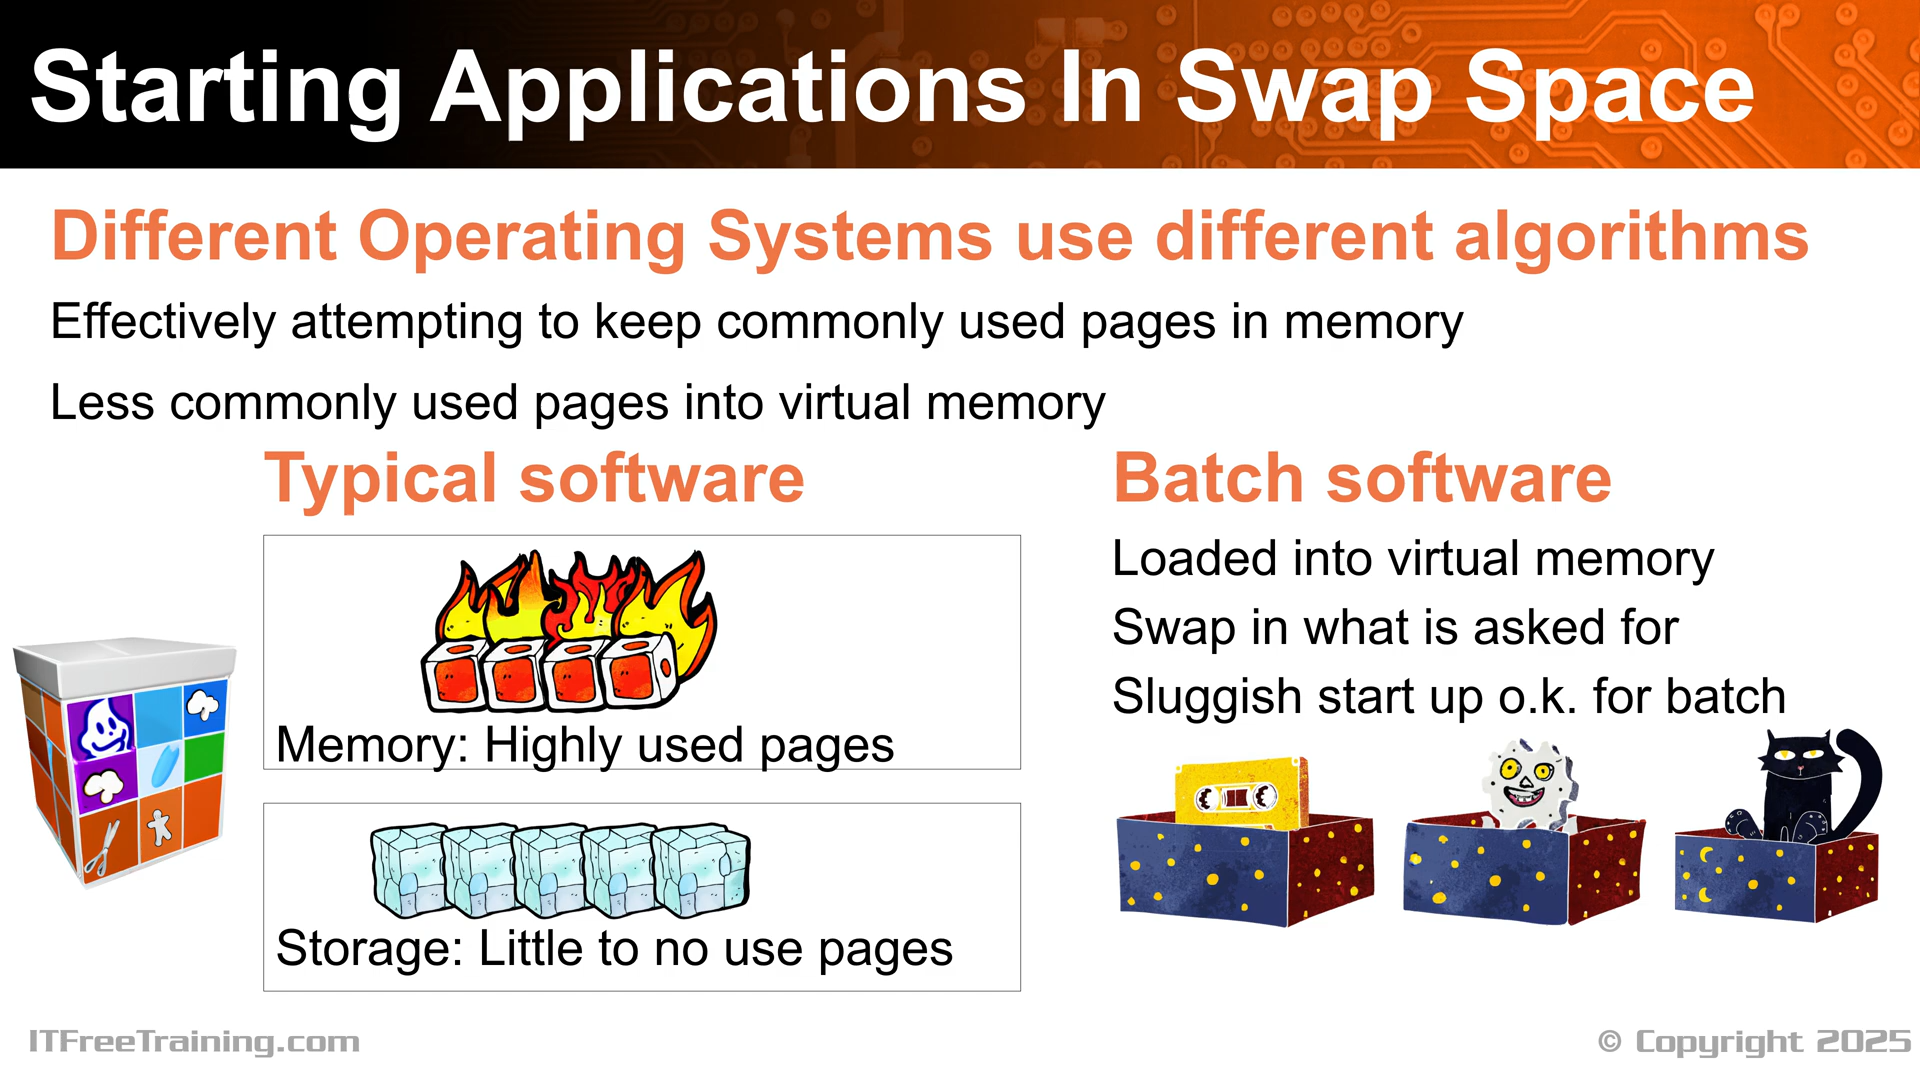 Starting Applications In Swap Space
Different Operating Systems use different algorithms
Effectively attempting to keep commonly used pages in memory
Less commonly used pages into virtual memory
Typical software
Memory: Highly used pages
Storage: Little to no use pages
Batch software
Loaded into virtual memory
Swap in what is asked for
Sluggish start up o.k. for batch
ITFreeTraining.com
© Copyright 2025